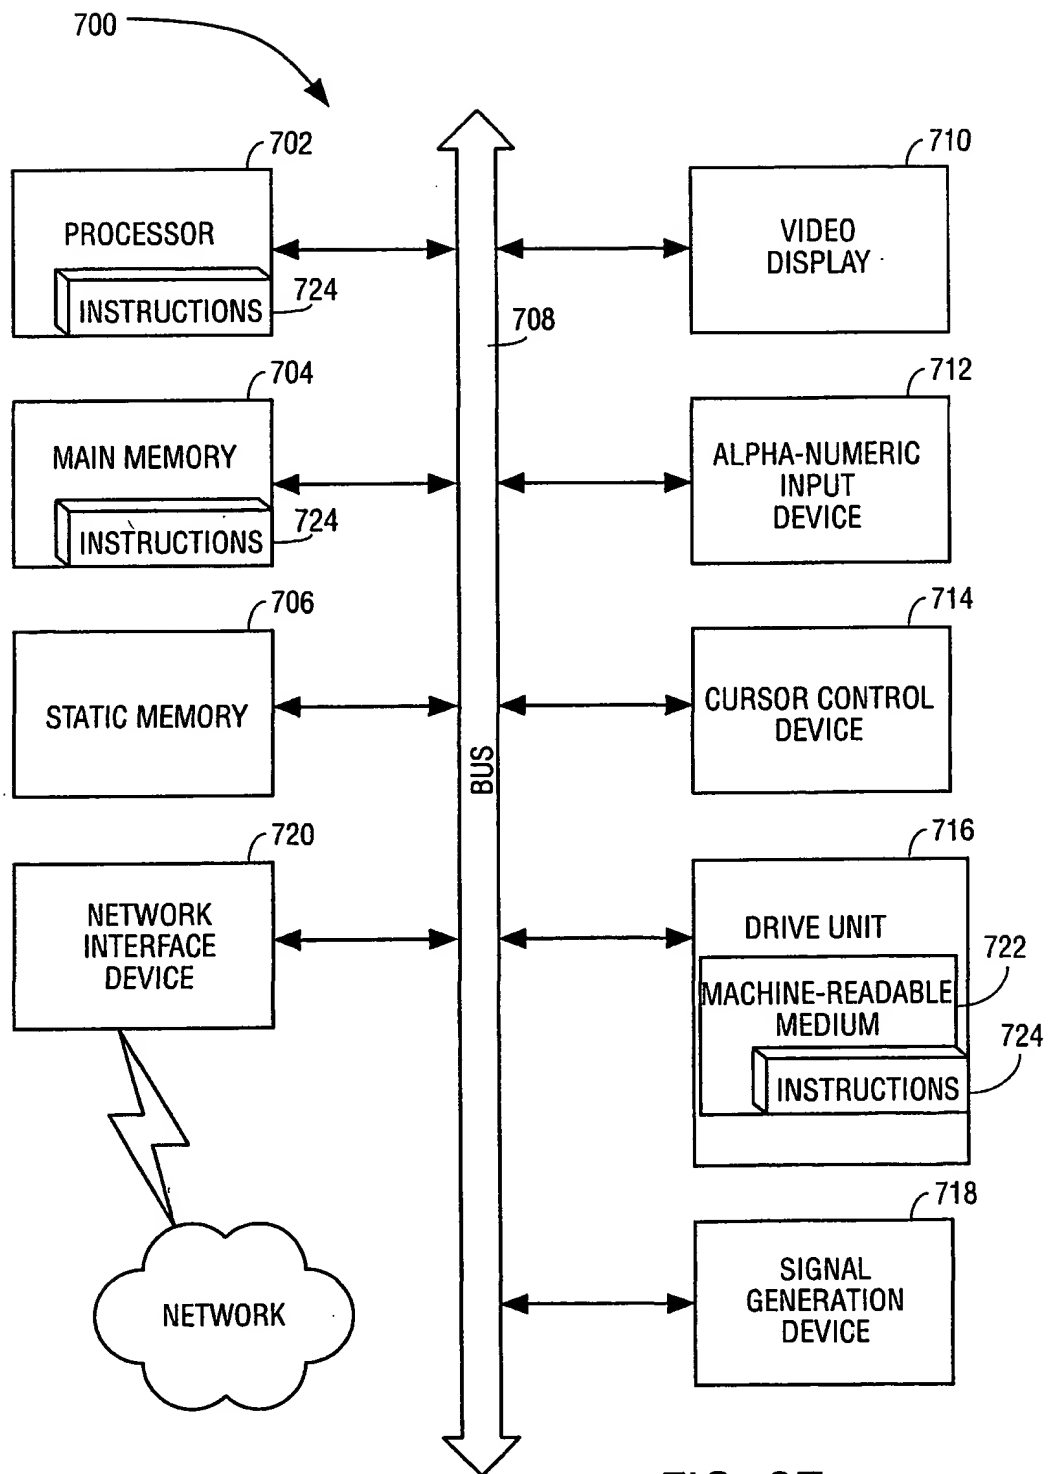 700
702
PROCESSOR
INSTRUCTIONS
724
704
MAIN MEMORY
INSTRUCTIONS
724
706
STATIC MEMORY
720
NETWORK
INTERFACE
DEVICE
NETWORK
708
BUS
710
VIDEO
DISPLAY
712
ALPHA-NUMERIC
INPUT
DEVICE
714
CURSOR CONTROL
DEVICE
716
DRIVE UNIT
722
MACHINE-READABLE
MEDIUM
724
INSTRUCTIONS
718
SIGNAL
GENERATION
DEVICE